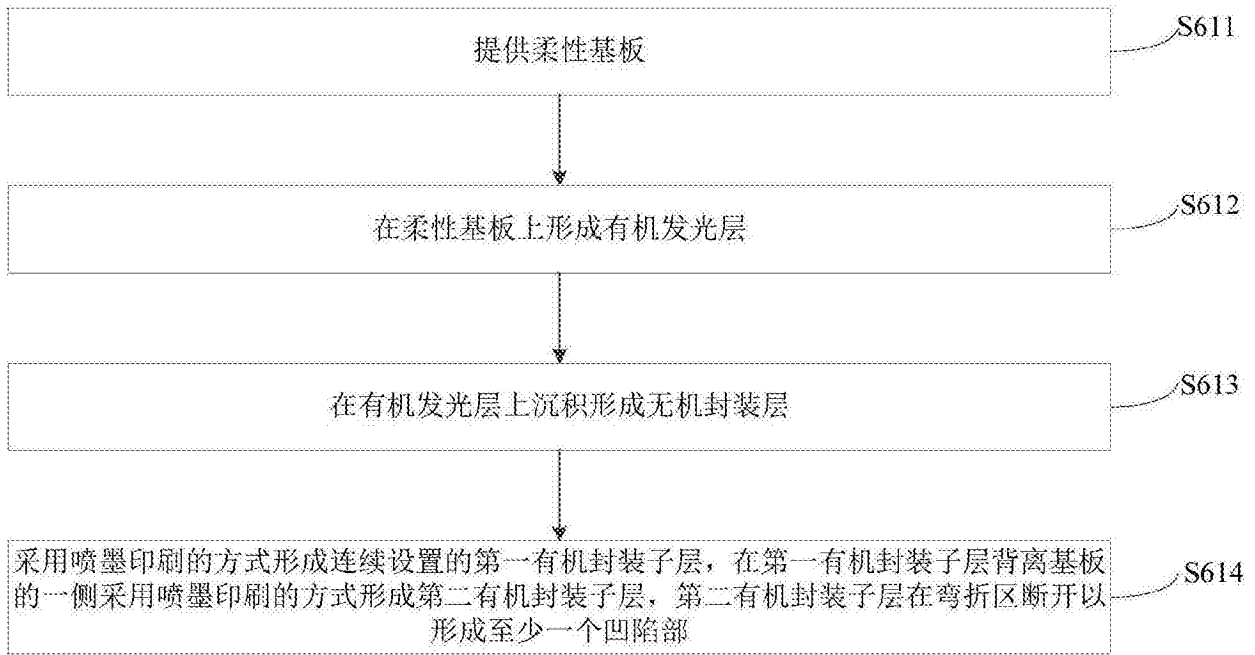 提供柔性基板
S611
在柔性基板上形成有机发光层
S612
在有机发光层上沉积形成无机封装层
S613
采用喷墨印刷的方式形成连续设置的第一有机封装子层，在第一有机封装子层背离基板
的一侧采用喷墨印刷的方式形成第二有机封装子层，第二有机封装子层在弯折区断开以
形成至少一个凹陷部
S614